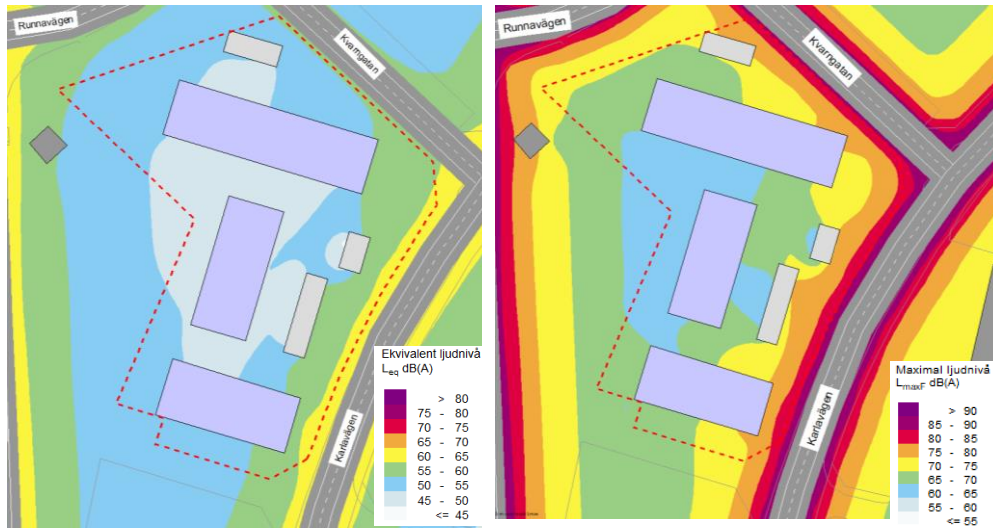 Runnavägen
Kvarngatan
Karlavägen
Ekvivalent ljudnivå
Leq dB(A)
> 80
75 - 80
70 - 75
65 - 70
60 - 65
55 - 60
50 - 55
45 - 50
<= 45
Runnavägen
Kvarngatan
Karlavägen
Maximal ljudnivå
LmaxF dB(A)
> 90
85 - 90
80 - 85
75 - 80
70 - 75
65 - 70
60 - 65
55 - 60
<= 55